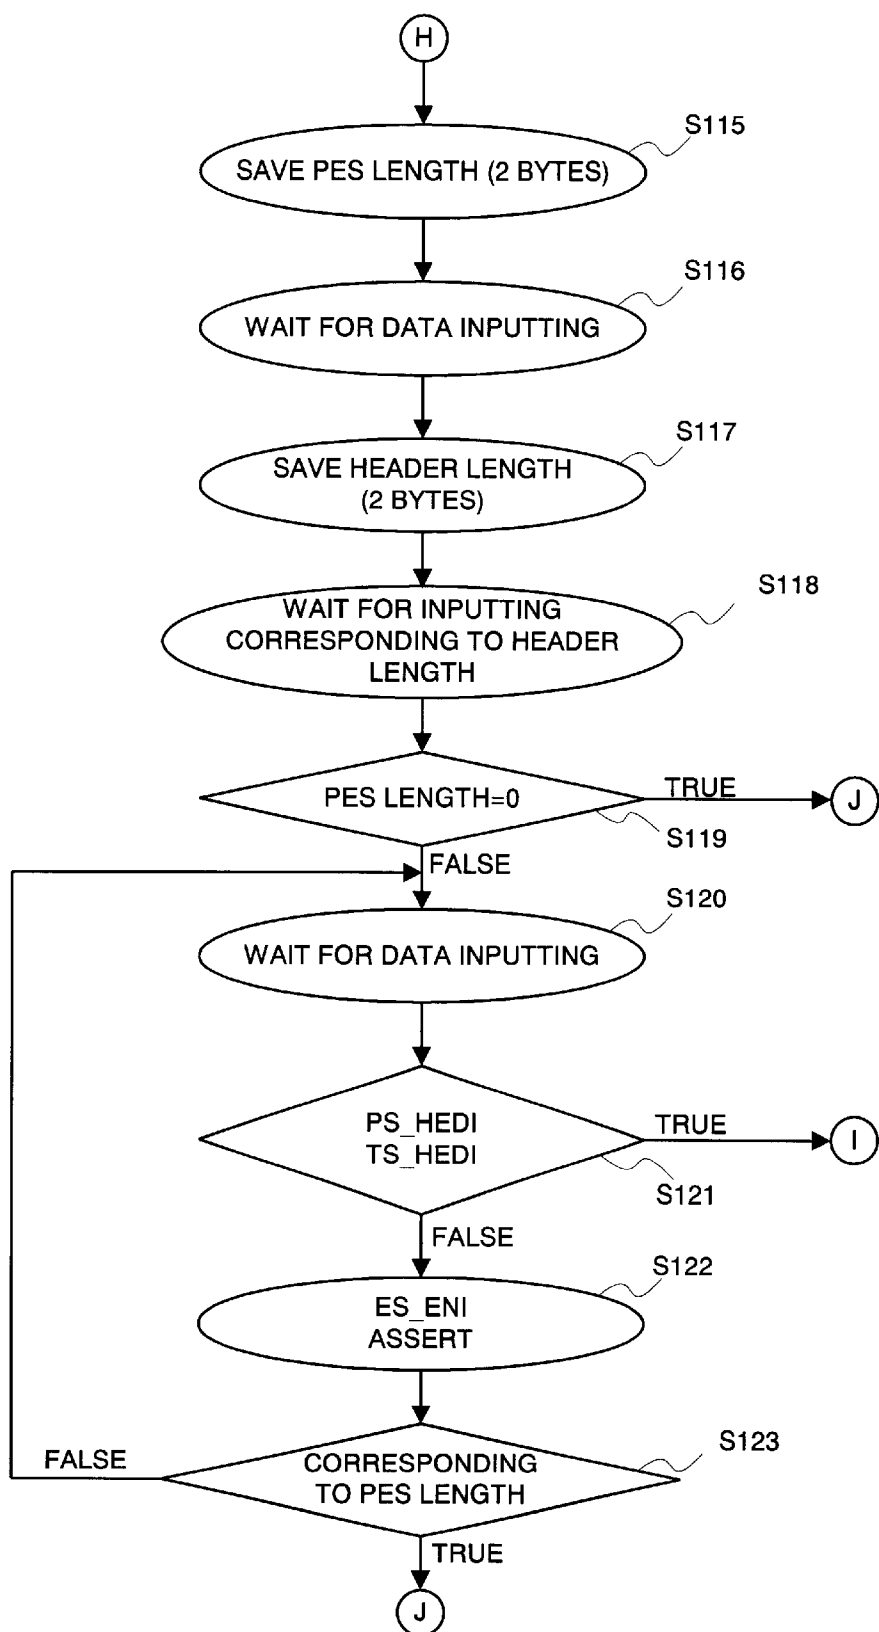 H
S115
SAVE PES LENGTH (2 BYTES)
S116
WAIT FOR DATA INPUTTING
S117
SAVE HEADER LENGTH
(2 BYTES)
S118
WAIT FOR INPUTTING
CORRESPONDING TO HEADER
LENGTH
PES LENGTH=0
TRUE
J
S119
FALSE
S120
WAIT FOR DATA INPUTTING
PS_HEDI
TS_HEDI
TRUE
I
S121
FALSE
S122
ES_ENI
ASSERT
S123
FALSE
CORRESPONDING
TO PES LENGTH
TRUE
J